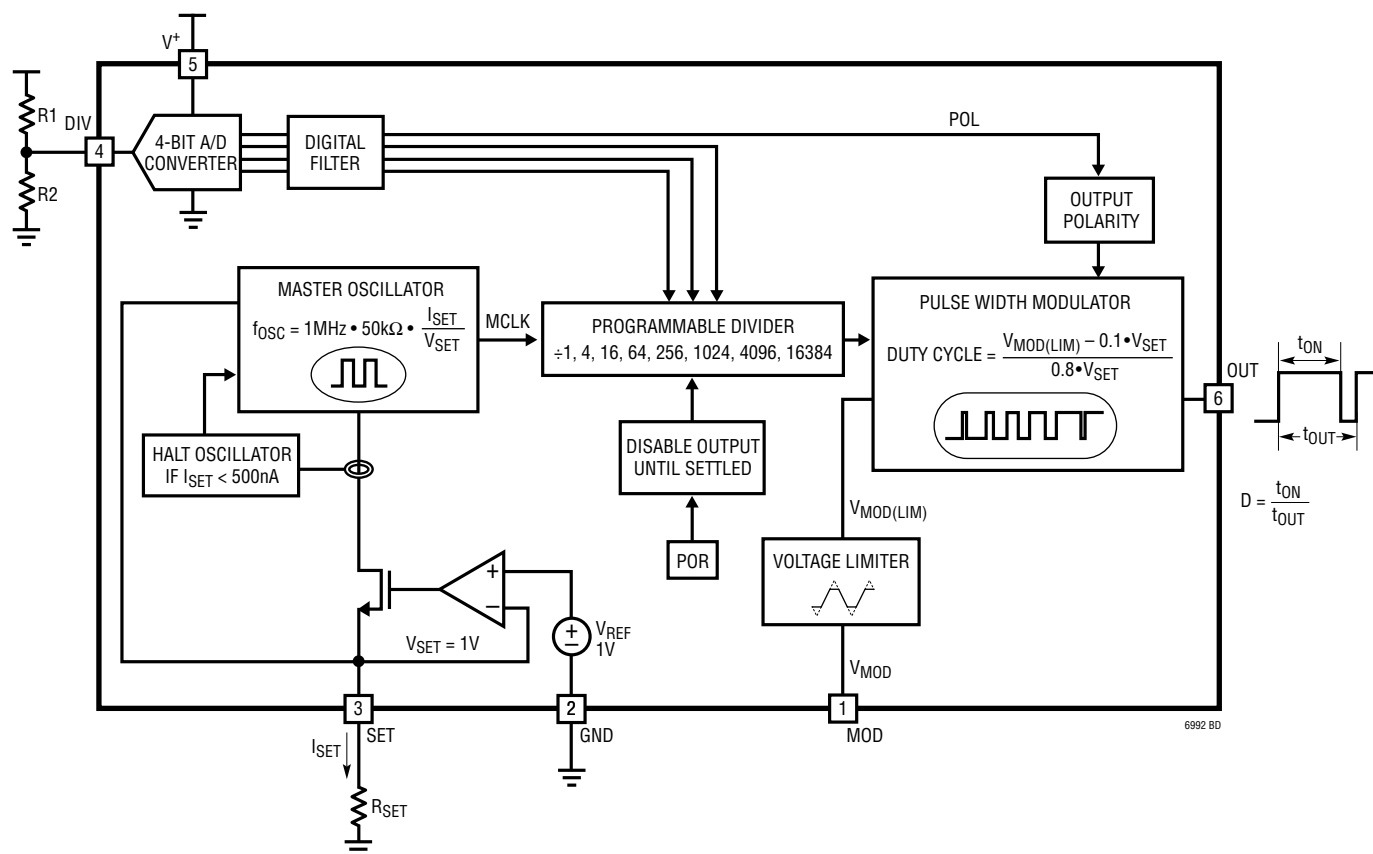 V+
5
R1
DIV
4
R2
4-BIT A/D
CONVERTER
DIGITAL
FILTER
POL
OUTPUT
POLARITY
MASTER OSCILLATOR
fOSC = 1MHz • 50kΩ • ISET / VSET
MCLK
PROGRAMMABLE DIVIDER
÷1, 4, 16, 64, 256, 1024, 4096, 16384
PULSE WIDTH MODULATOR
DUTY CYCLE = VMOD(LIM) – 0.1•VSET / 0.8•VSET
OUT
6
tON
tOUT
D = tON / tOUT
HALT OSCILLATOR
IF ISET < 500nA
DISABLE OUTPUT
UNTIL SETTLED
POR
VMOD(LIM)
VOLTAGE LIMITER
VMOD
+
–
VSET = 1V
+
–
VREF
1V
3
SET
2
GND
1
MOD
6992 BD
ISET
RSET